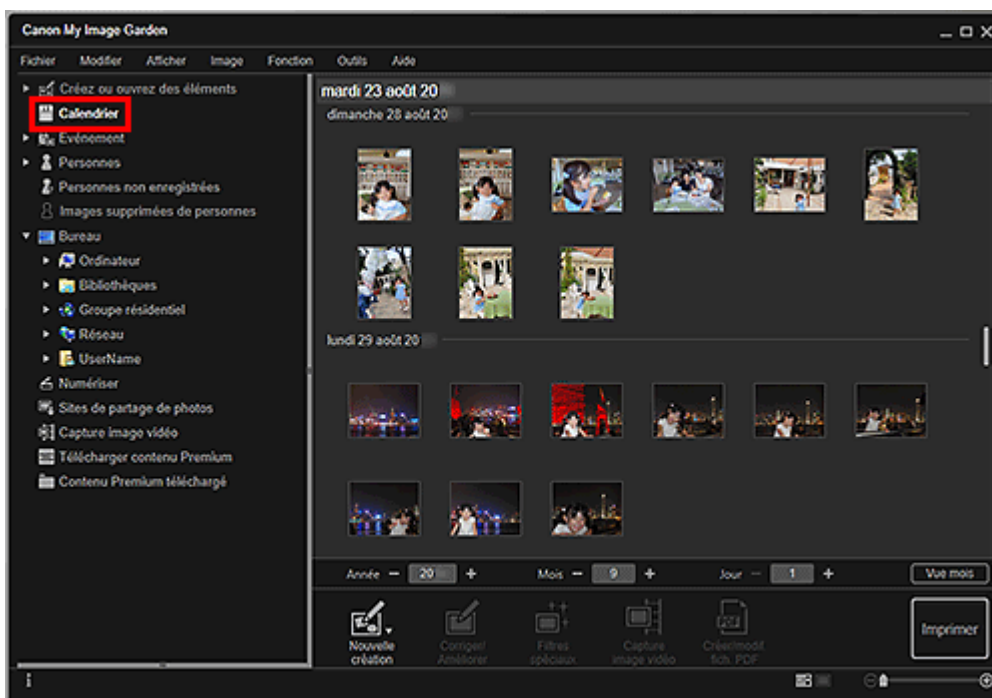 Canon My Image Garden
Fichier Modifier Afficher Image Fonction Outils Aide
Créez ou ouvrez des éléments
Calendrier
Evénement
Personnes
Personnes non enregistrées
Images supprimées de personnes
Bureau
Ordinateur
Bibliothèques
Groupe résidentiel
Réseau
UserName
Numériser
Sites de partage de photos
Capture image vidéo
Télécharger contenu Premium
Contenu Premium téléchargé
mardi 23 août 20
dimanche 28 août 20
lundi 29 août 20
Année − 20 + Mois − 9 + Jour − 1 + Vue mois
Nouvelle création
Corriger/ Améliorer
Filtres spéciaux
Capture image vidéo
Créer/modif. fich. PDF
Imprimer